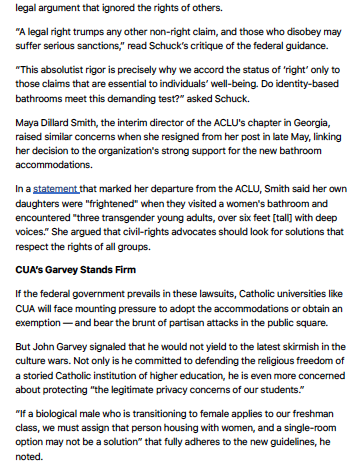 legal argument that ignored the rights of others.
“A legal right trumps any other non-right claim, and those who disobey may
suffer serious sanctions,” read Schuck’s critique of the federal guidance.
“This absolutist rigor is precisely why we accord the status of ‘right’ only to
those claims that are essential to individuals’ well-being. Do identity-based
bathrooms meet this demanding test?” asked Schuck.
Maya Dillard Smith, the interim director of the ACLU’s chapter in Georgia,
raised similar concerns when she resigned from her post in late May, linking
her decision to the organization's strong support for the new bathroom
accommodations.
In a statement that marked her departure from the ACLU, Smith said her own
daughters were "frightened" when they visited a women's bathroom and
encountered "three transgender young adults, over six feet [tall] with deep
voices.” She argued that civil-rights advocates should look for solutions that
respect the rights of all groups.
CUA’s Garvey Stands Firm
If the federal government prevails in these lawsuits, Catholic universities like
CUA will face mounting pressure to adopt the accommodations or obtain an
exemption — and bear the brunt of partisan attacks in the public square.
But John Garvey signaled that he would not yield to the latest skirmish in the
culture wars. Not only is he committed to defending the religious freedom of
a storied Catholic institution of higher education, he is even more concerned
about protecting “the legitimate privacy concerns of our students.”
“If a biological male who is transitioning to female applies to our freshman
class, we must assign that person housing with women, and a single-room
option may not be a solution” that fully adheres to the new guidelines, he
noted.